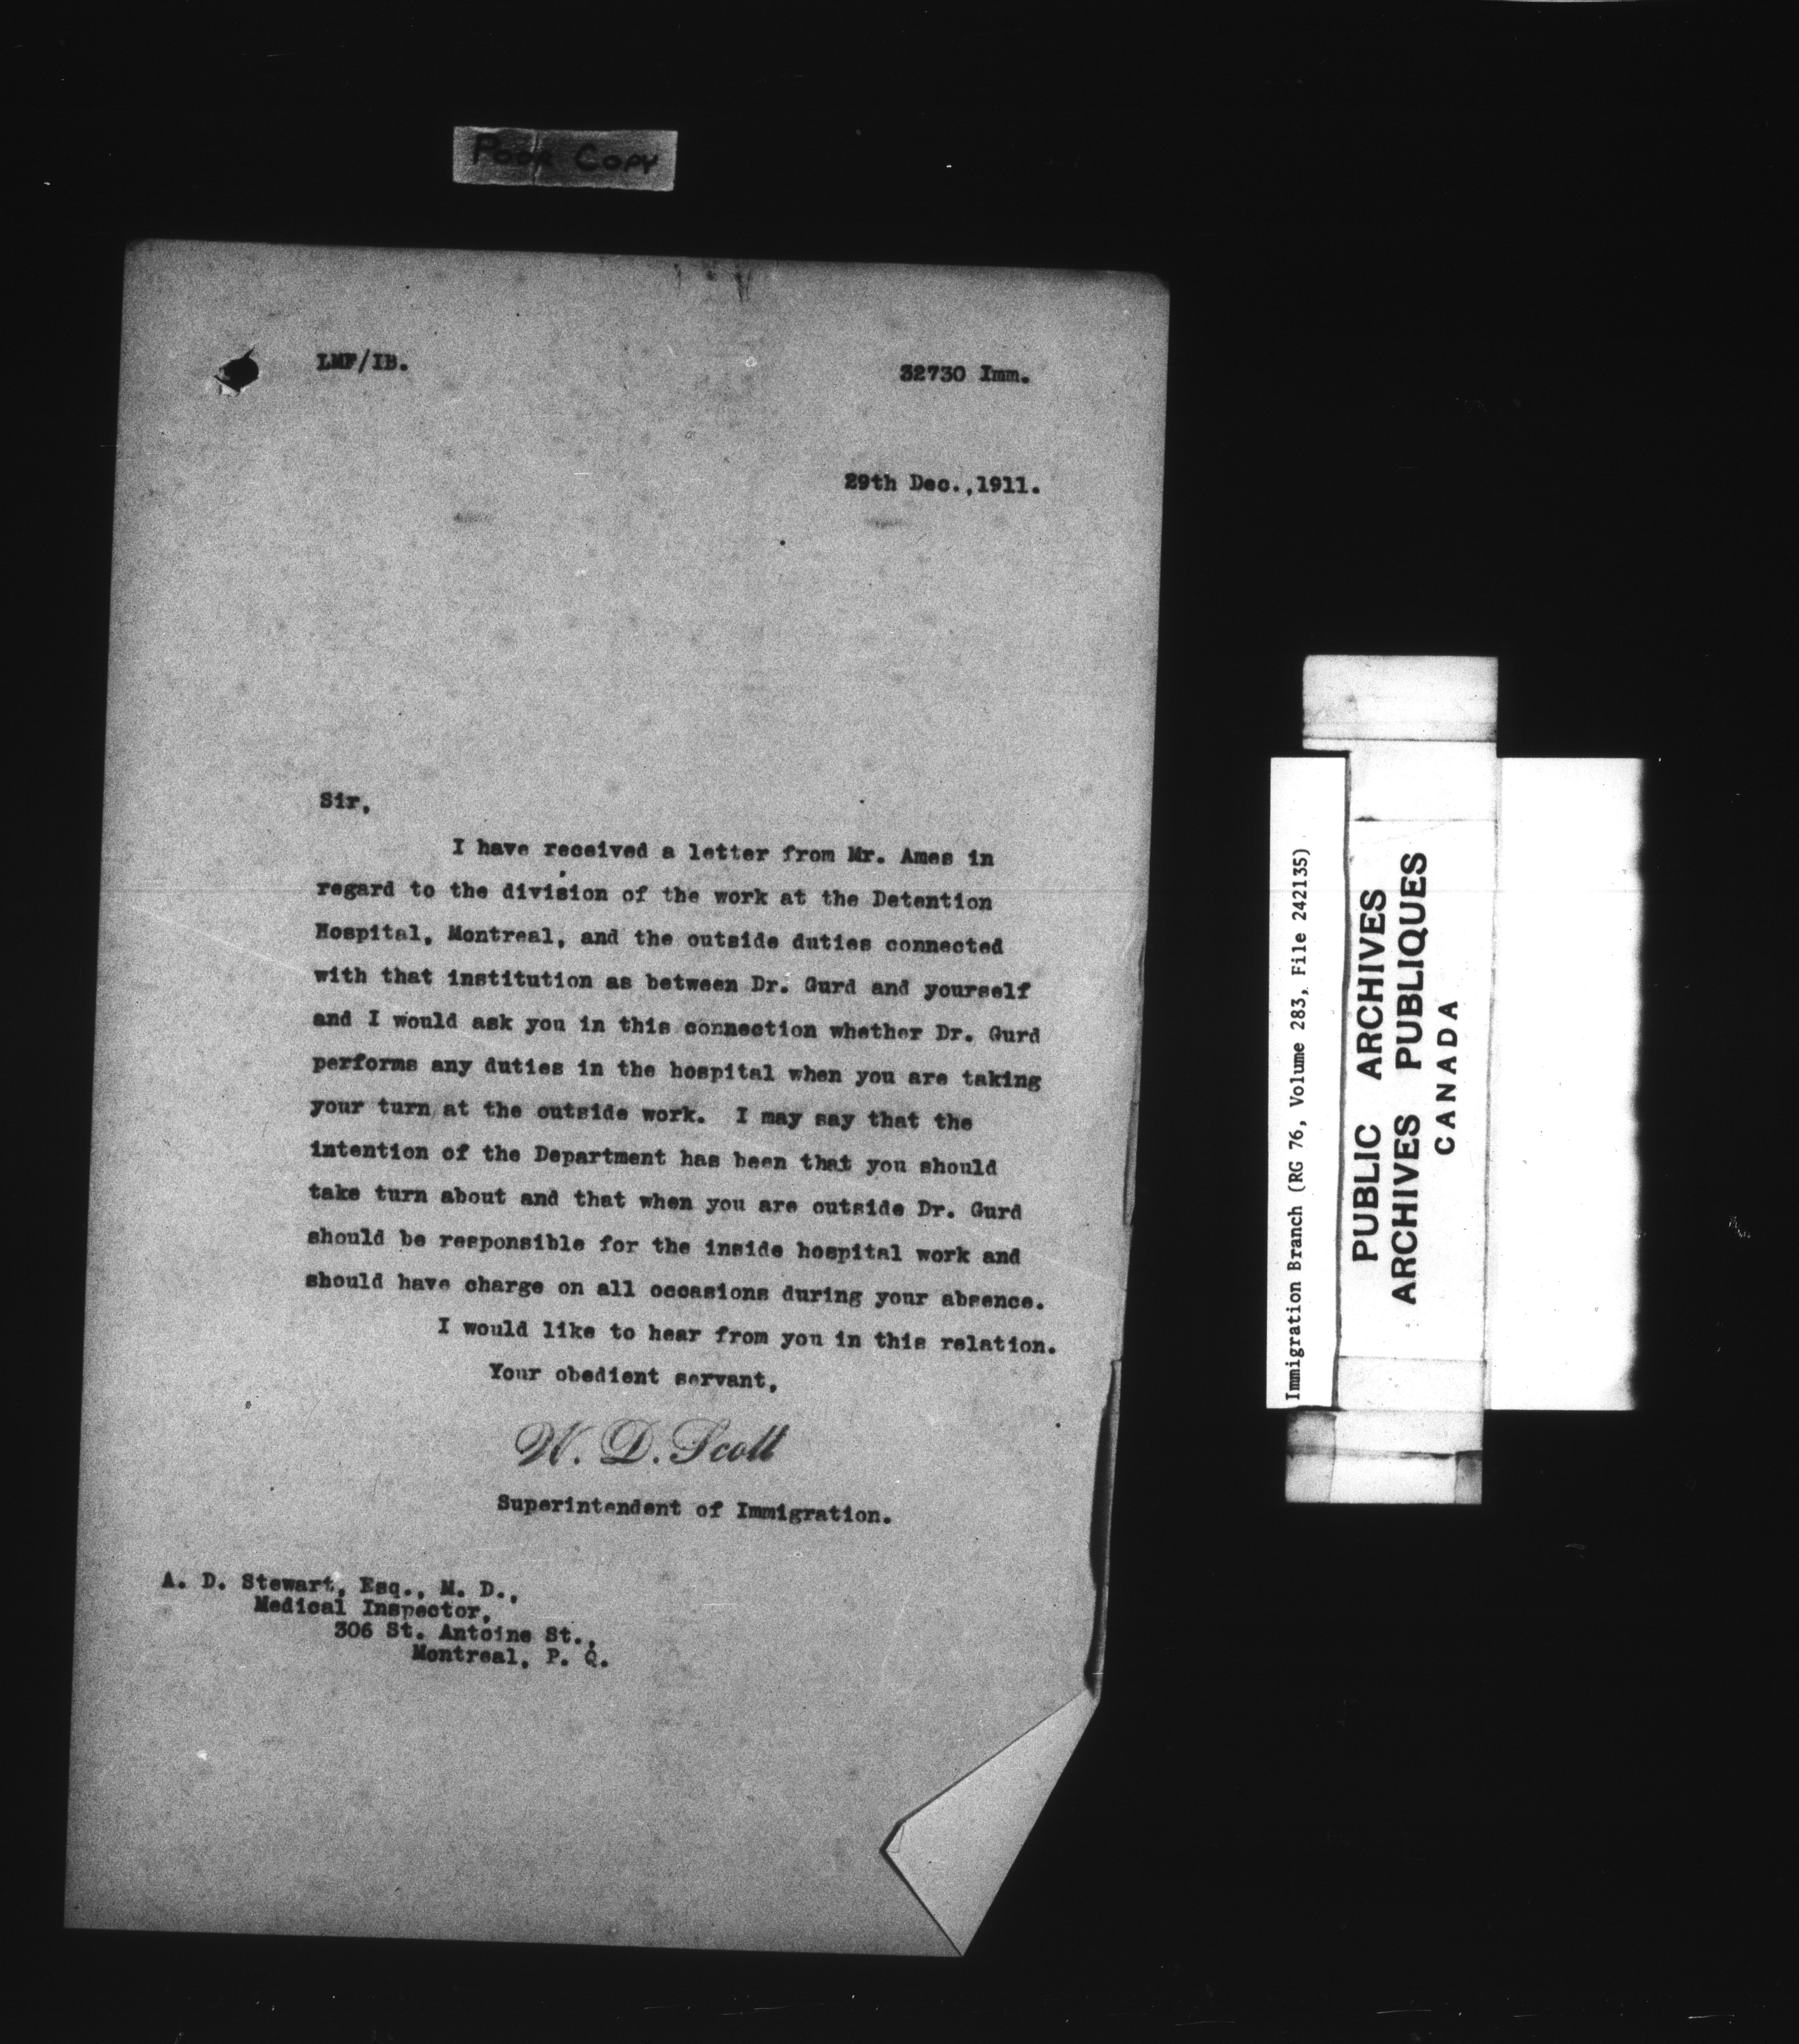 Poor Copy
LMF/IB.
32730 Imm.
29th Dec.,1911.
Sir,
I have received a letter from Mr. Ames in
regard to the division of the work at the Detention
Hospital, Montreal, and the outside duties connected
with that institution as between Dr. Gurd and yourself
and I would ask you in this connection whether Dr. Gurd
performs any duties in the hospital when you are taking
your turn at the outside work. I may say that the
intention of the Department has been that you should
take turn about and that when you are outside Dr. Gurd
should be responsible for the inside hospital work and
should have charge on all occasions during your absence.
I would like to hear from you in this relation.
Your obedient servant,
W. D. Scott
Superintendent of Immigration.
A. D. Stewart, Esq., M. D.,
Medical Inspector,
306 St. Antoine St.,
Montreal, P. Q.
Immigration Branch (RG 76, Volume 283, File 242135)
PUBLIC ARCHIVES
ARCHIVES PUBLIQUES
CANADA